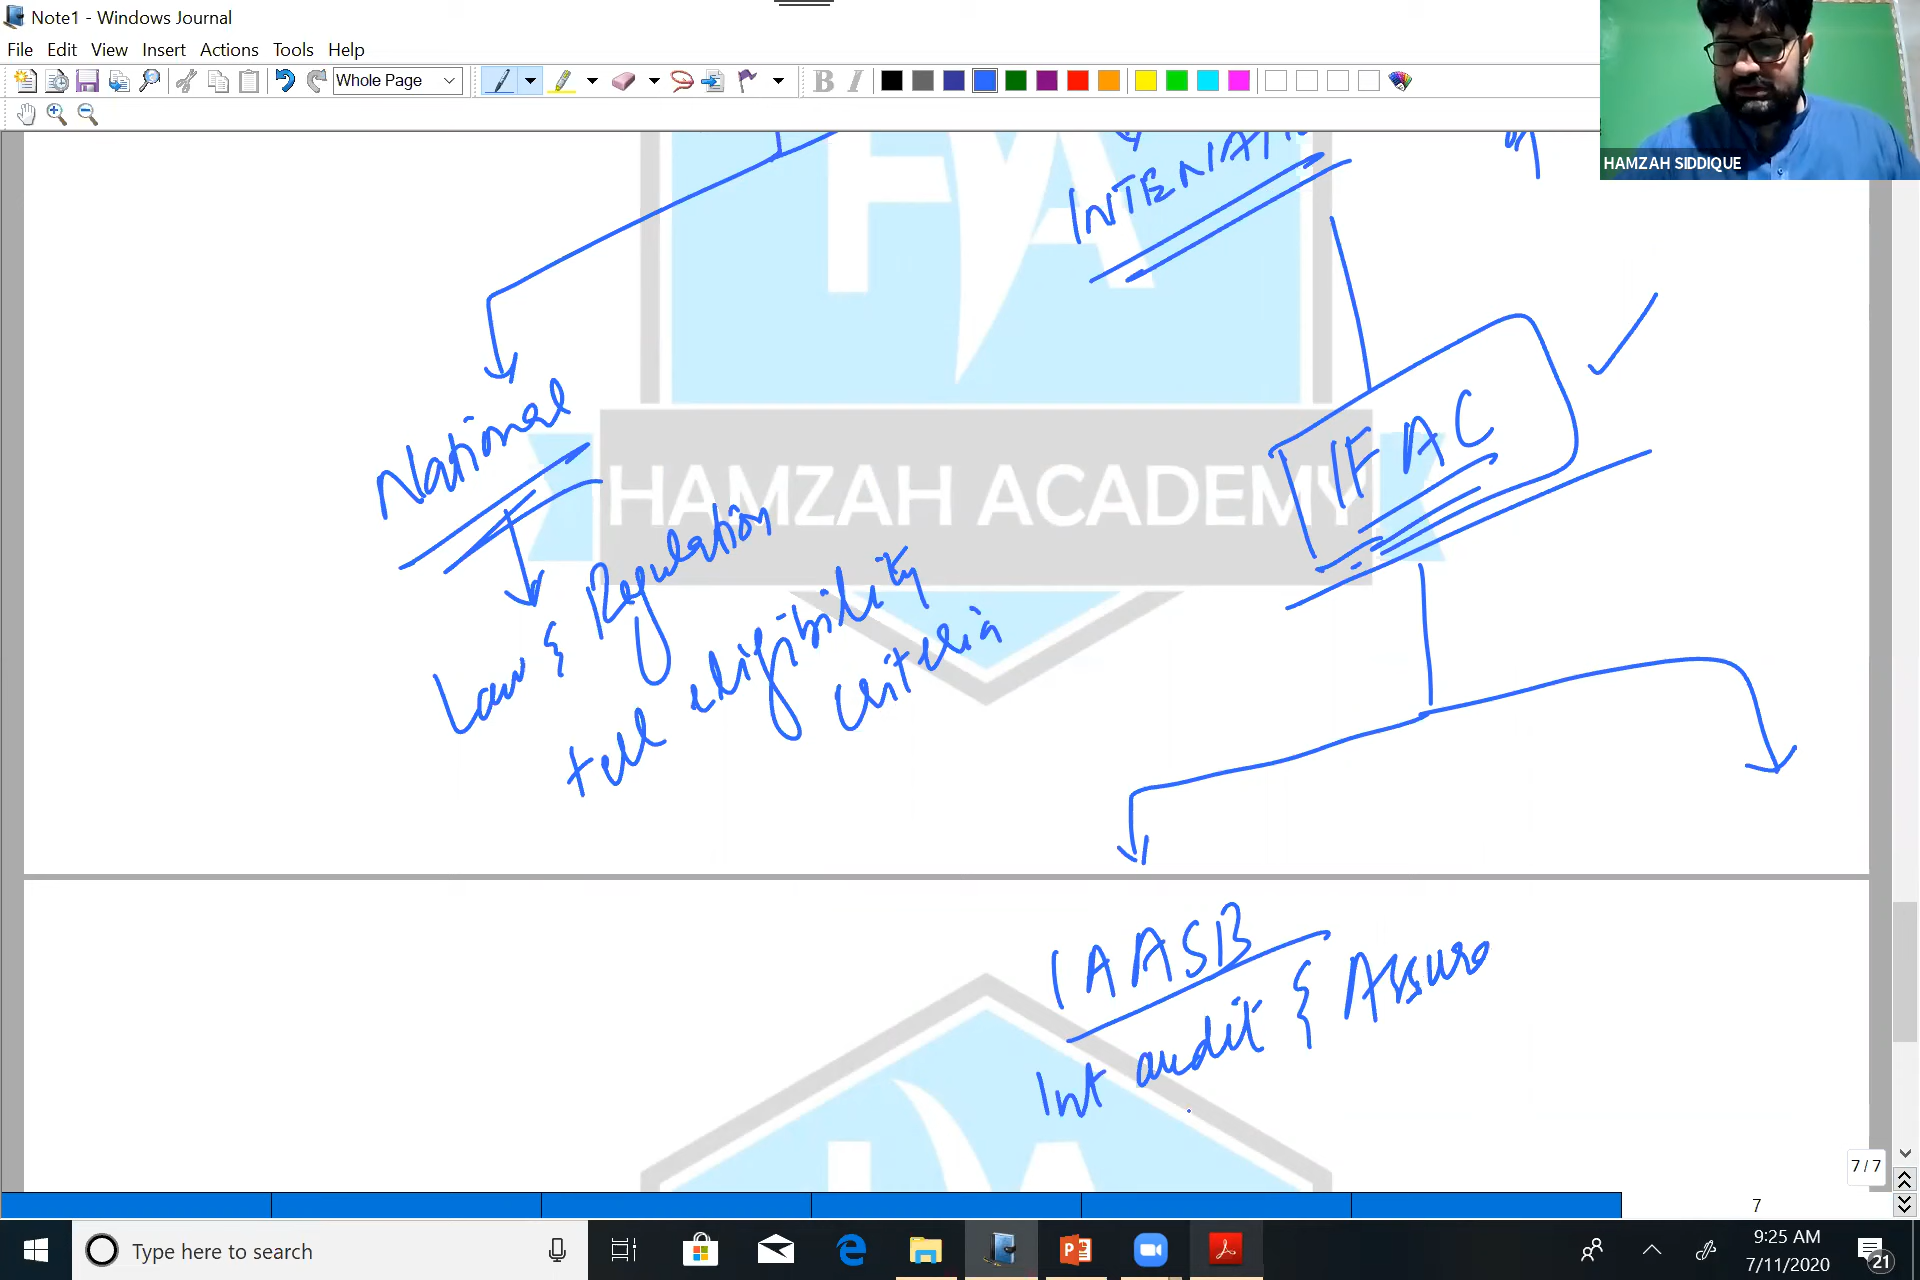 Note1 - Windows Journal
File Edit View Insert Actions Tools Help
Whole Page
B I
HAMZAH SIDDIQUE
National
IFAC
HAMZAH ACADEMY
Law & Regulation
tell eligibility
criteria
IAASB
Int audit & Assura
7 / 7
7
Type here to search
9:25 AM
7/11/2020
21